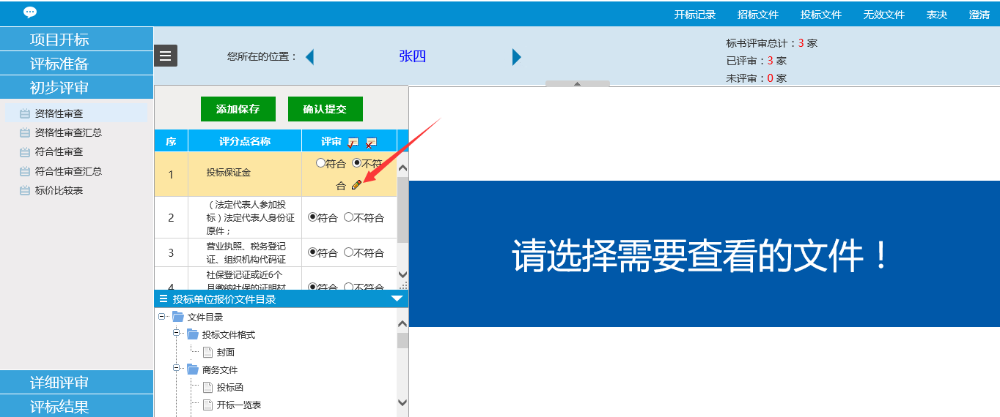 开标记录 招标文件 投标文件 无效文件 表决 澄清
项目开标
评标准备
初步评审
资格性审查
资格性审查汇总
符合性审查
符合性审查汇总
标价比较表
详细评审
评标结果
您所在的位置：
张四
标书评审总计：3 家
已评审：3 家
未评审：0 家
添加保存 确认提交
序 评分点名称 评审
1 投标保证金 符合 不符
合
2 （法定代表人参加投
标）法定代表人身份证
原件；
符合 不符合
3 营业执照、税务登记
证、组织机构代码证
符合 不符合
4 社保登记证或近6个
月缴纳社保的证明材
符合 不符合
投标单位报价文件目录
文件目录
投标文件格式
封面
商务文件
投标函
开标一览表
请选择需要查看的文件！